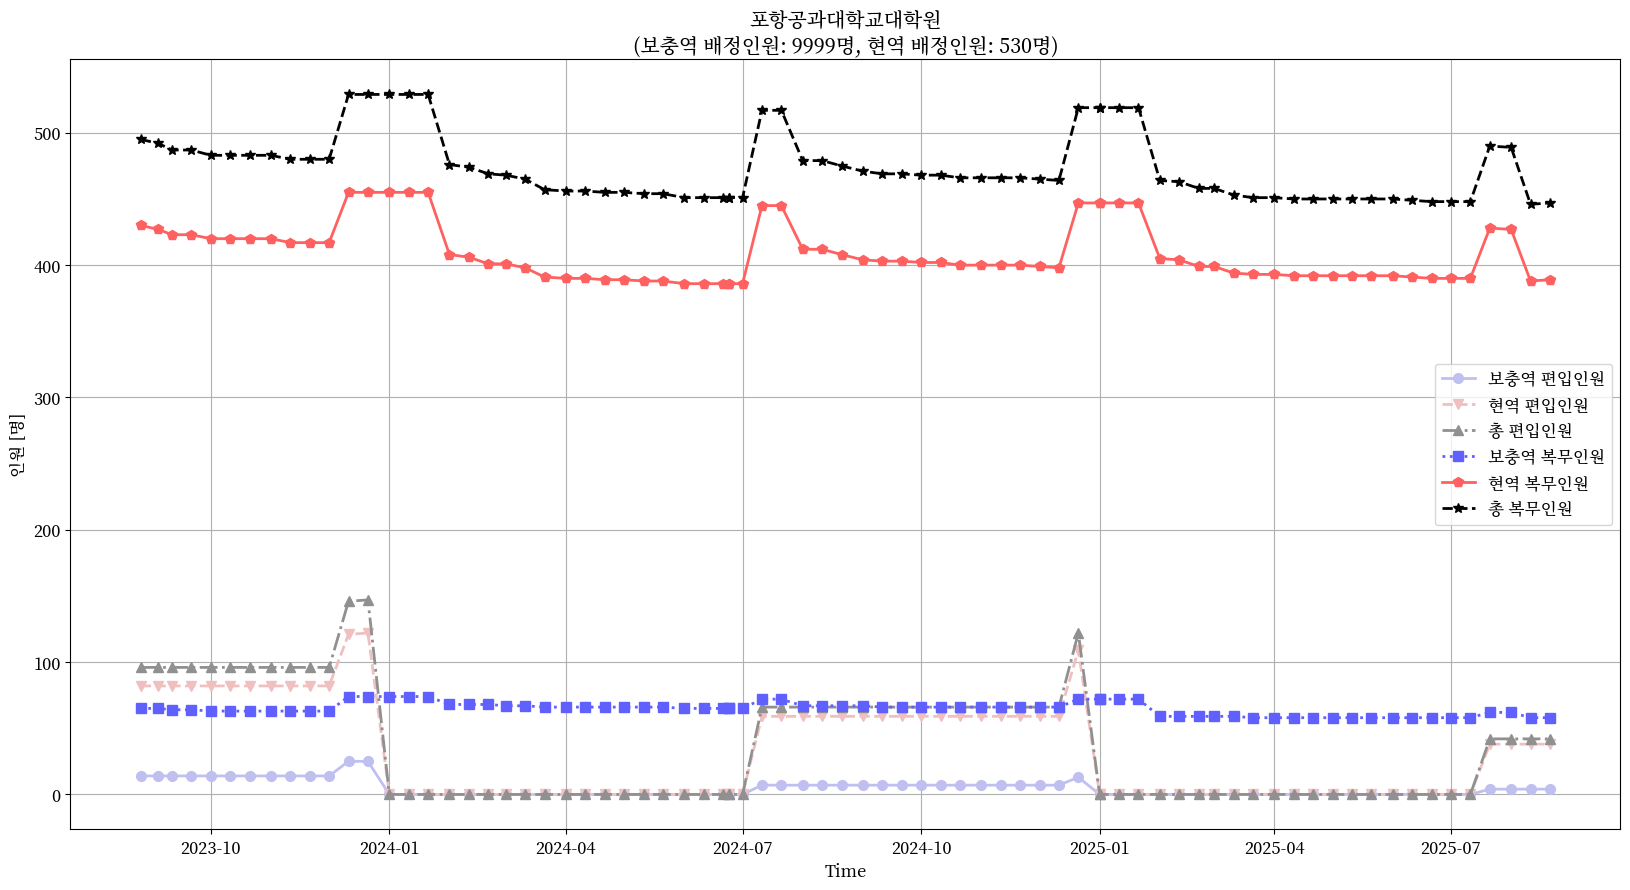 포항공과대학교대학원
(보충역 배정인원: 9999명, 현역 배정인원: 530명)
인원 [명]
500
400
300
200
100
0
보충역 편입인원
현역 편입인원
총 편입인원
보충역 복무인원
현역 복무인원
총 복무인원
2023-10
2024-01
2024-04
2024-07
2024-10
2025-01
2025-04
2025-07
Time